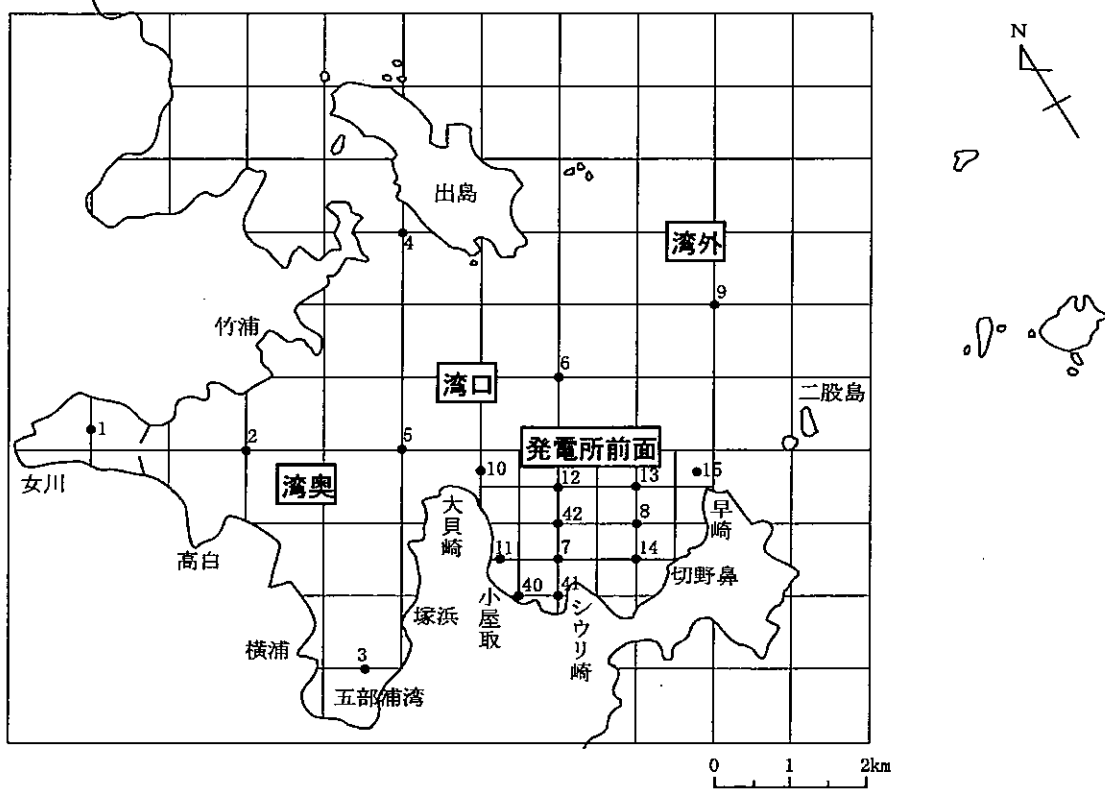 N
出島
湾外
4
9
竹浦
6
湾口
二股島
1
2
5
発電所前面
女川
湾奥
10
12
13
15
大貝崎
42
8
早崎
高白
11
7
14
切野鼻
40
41
小屋取
シウリ崎
塚浜
横浦
3
五部浦湾
0 1 2km